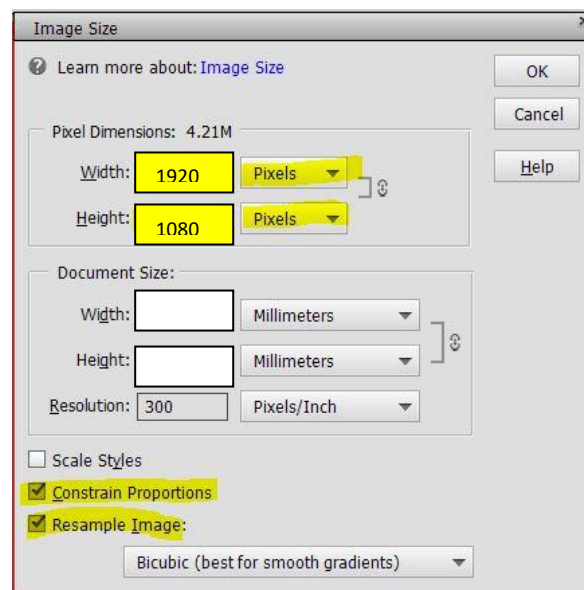 Image Size
Learn more about: Image Size
OK
Cancel
Help
Pixel Dimensions: 4.21M
Width: 1920 Pixels
Height: 1080 Pixels
Document Size:
Width: Millimeters
Height: Millimeters
Resolution: 300 Pixels/Inch
Scale Styles
Constrain Proportions
Resample Image:
Bicubic (best for smooth gradients)